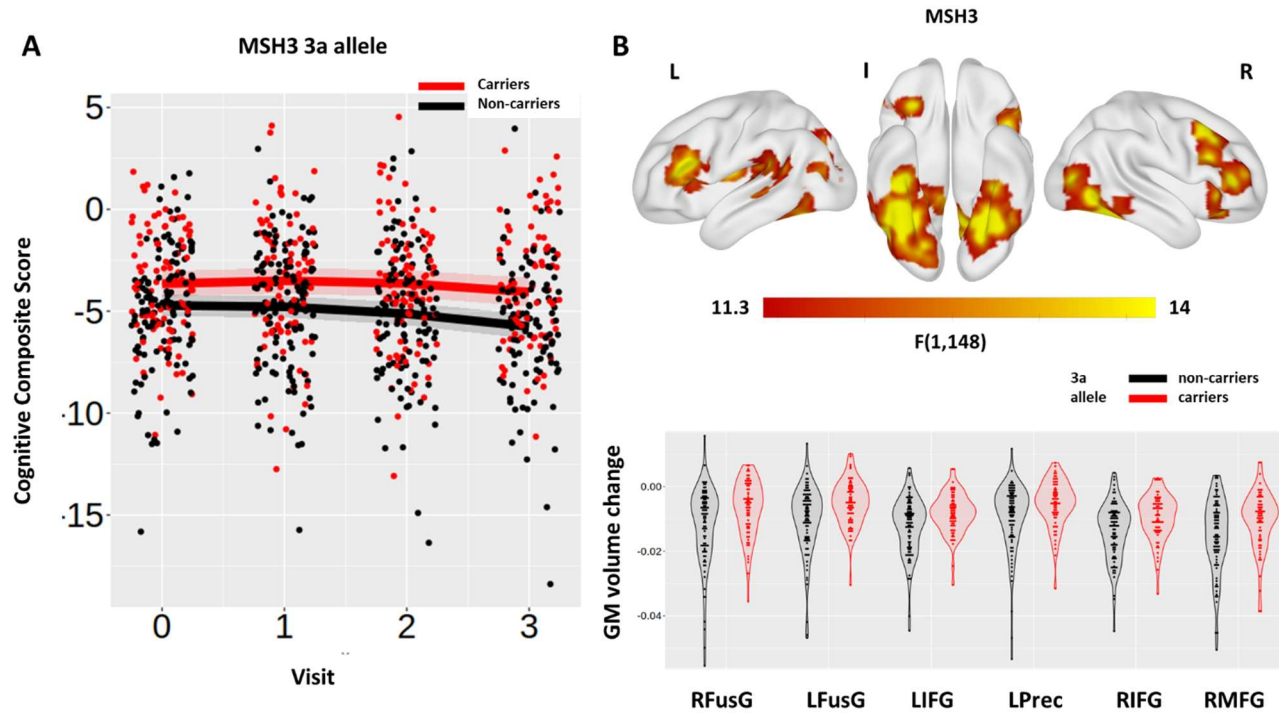 A
MSH3 3a allele
Carriers
Non-carriers
5
0
-5
-10
-15
Cognitive Composite Score
0 1 2 3
Visit
B
MSH3
L I R
11.3 14
F(1,148)
3a allele
non-carriers
carriers
0.00
-0.02
-0.04
GM volume change
RFusG LFusG LIFG LPrec RIFG RMFG